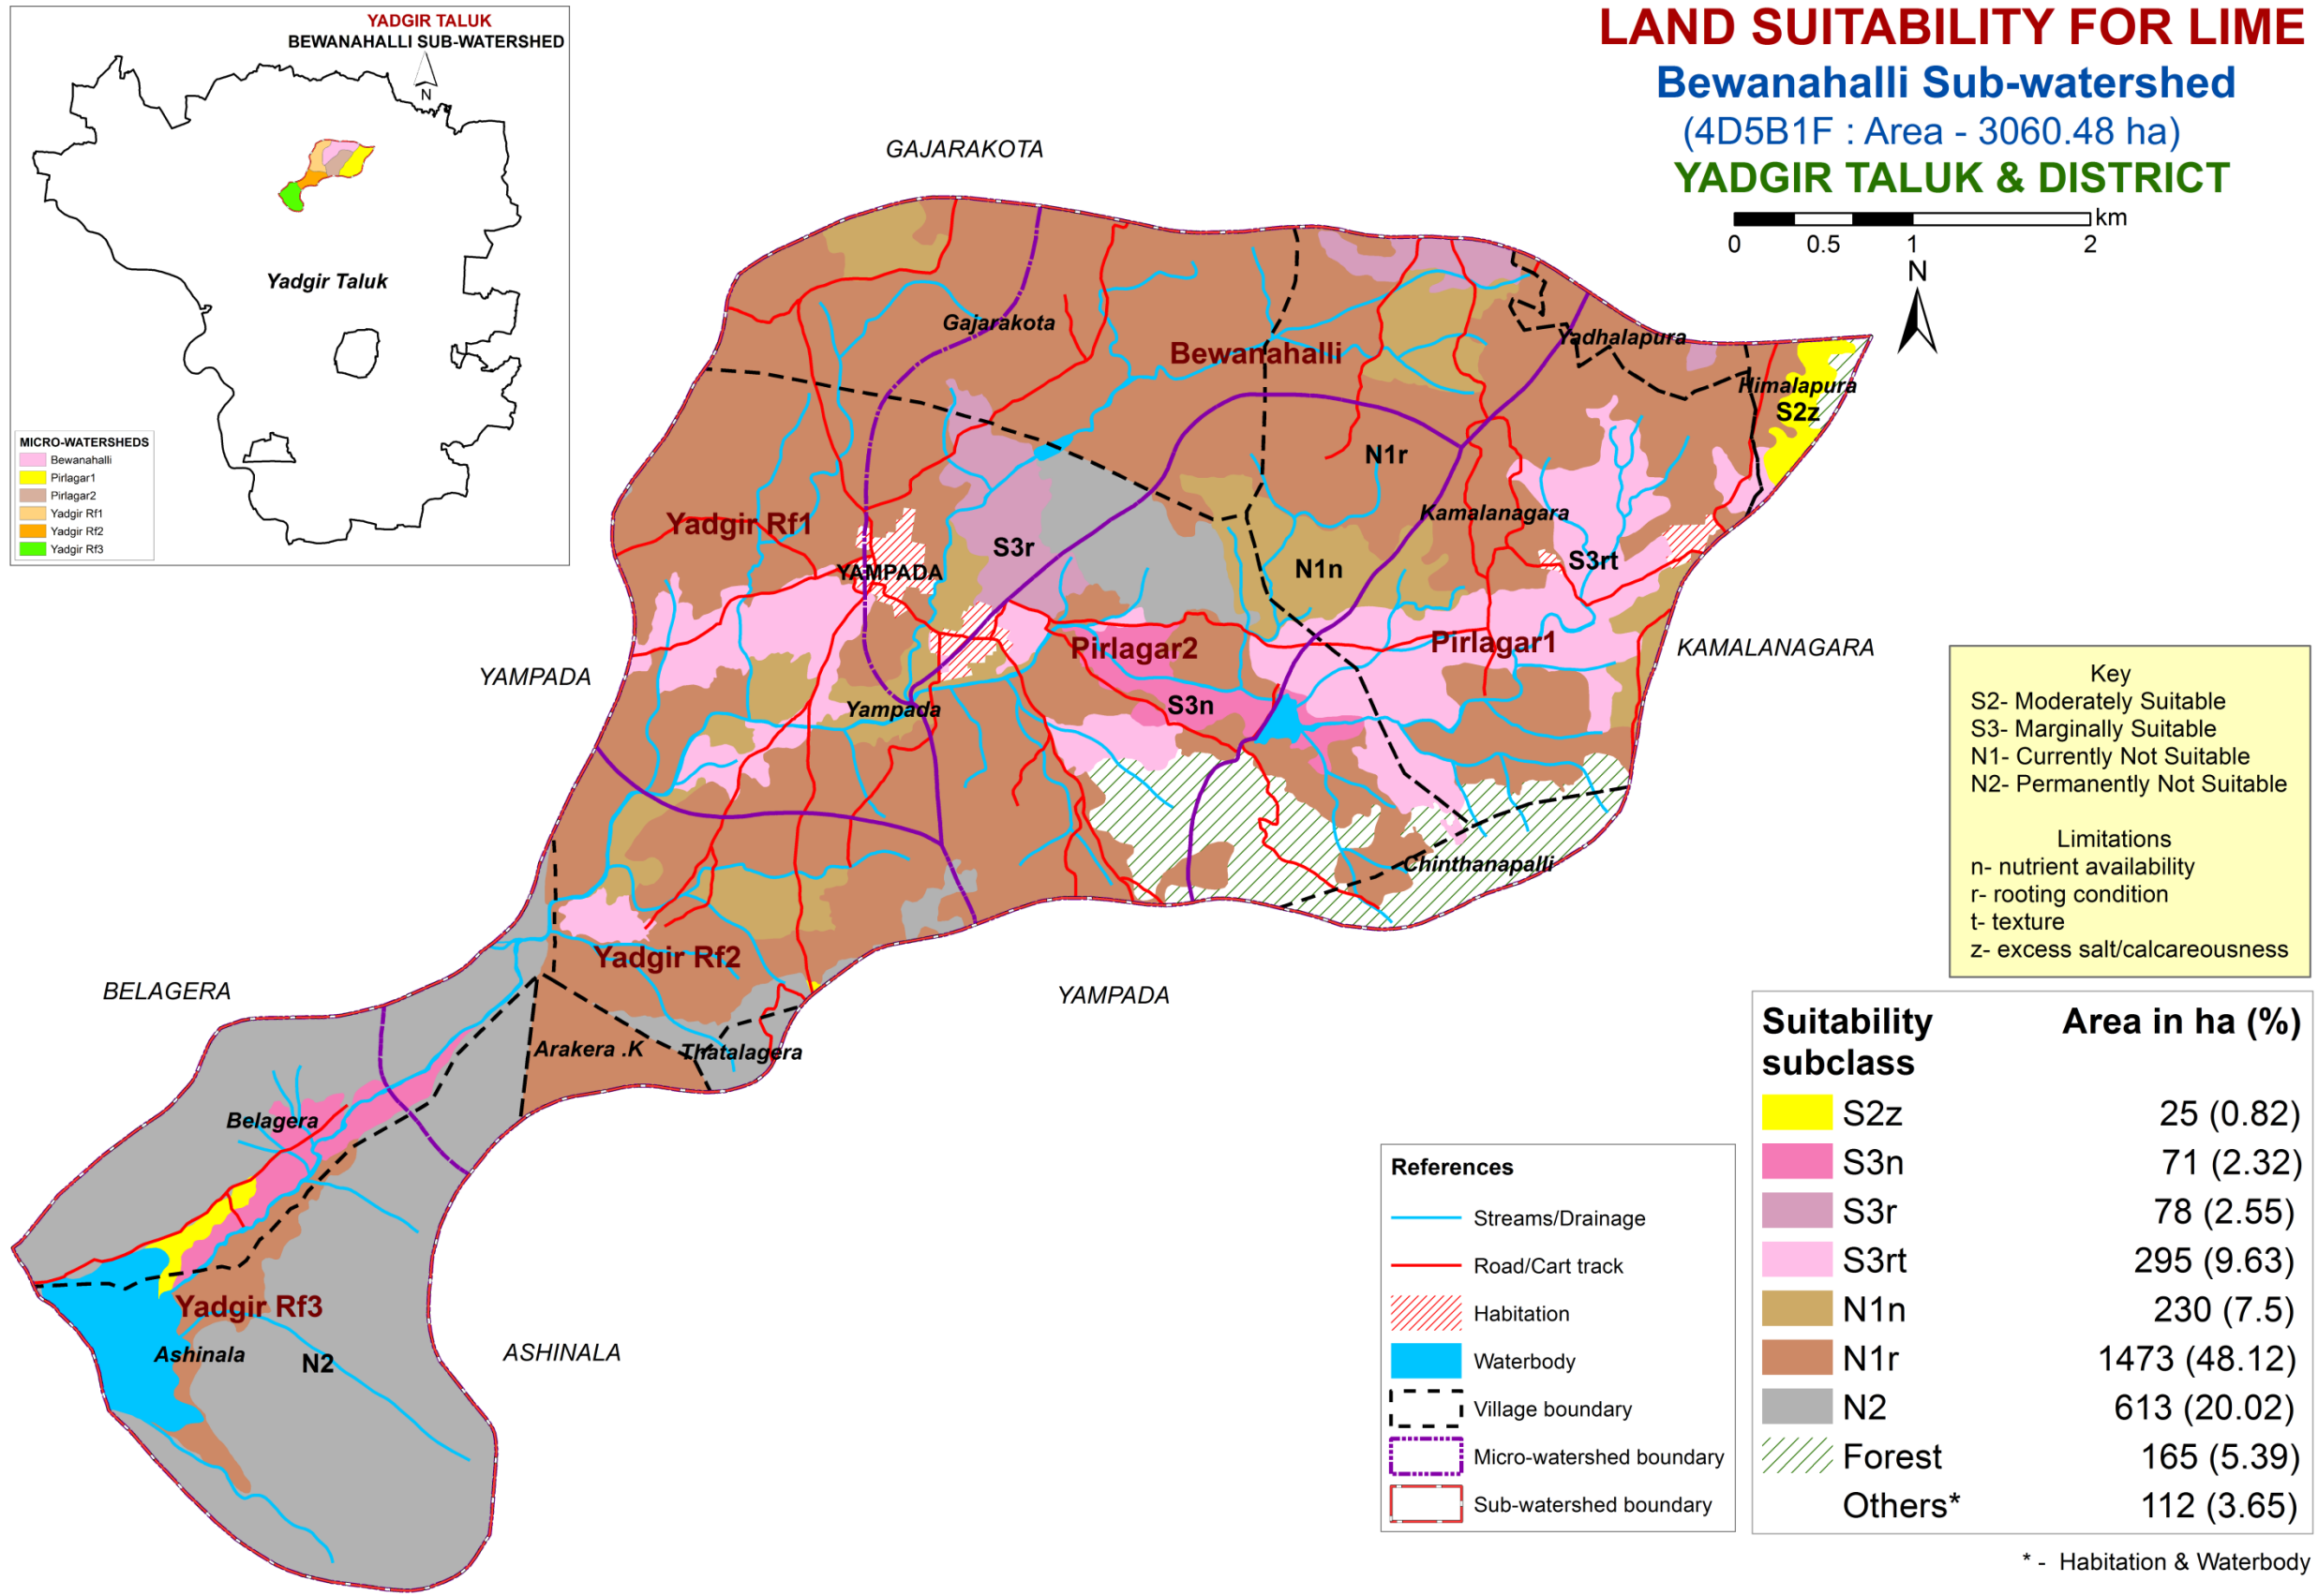 YADGIR TALUK
BEWANAHALLI SUB-WATERSHED
N
Yadgir Taluk
MICRO-WATERSHEDS
Bewanahalli
Pirlagar1
Pirlagar2
Yadgir Rf1
Yadgir Rf2
Yadgir Rf3
LAND SUITABILITY FOR LIME
Bewanahalli Sub-watershed
(4D5B1F : Area - 3060.48 ha)
YADGIR TALUK & DISTRICT
km
0 0.5 1 2
N
GAJARAKOTA
Gajarakota
Bewanahalli
Yadhalapura
Himalapura
S2z
N1r
Kamalanagara
Yadgir Rf1
S3r
S3rt
YAMPADA
N1n
Pirlagar2
Pirlagar1
KAMALANAGARA
YAMPADA
Yampada
S3n
Chinthanapalli
Yadgir Rf2
BELAGERA
YAMPADA
Arakera .K
Thatalagera
Belagera
Yadgir Rf3
Ashinala
N2
ASHINALA
Key
S2- Moderately Suitable
S3- Marginally Suitable
N1- Currently Not Suitable
N2- Permanently Not Suitable
Limitations
n- nutrient availability
r- rooting condition
t- texture
z- excess salt/calcareousness
References
Streams/Drainage
Road/Cart track
Habitation
Waterbody
Village boundary
Micro-watershed boundary
Sub-watershed boundary
Suitability subclass
Area in ha (%)
S2z 25 (0.82)
S3n 71 (2.32)
S3r 78 (2.55)
S3rt 295 (9.63)
N1n 230 (7.5)
N1r 1473 (48.12)
N2 613 (20.02)
Forest 165 (5.39)
Others* 112 (3.65)
* - Habitation & Waterbody